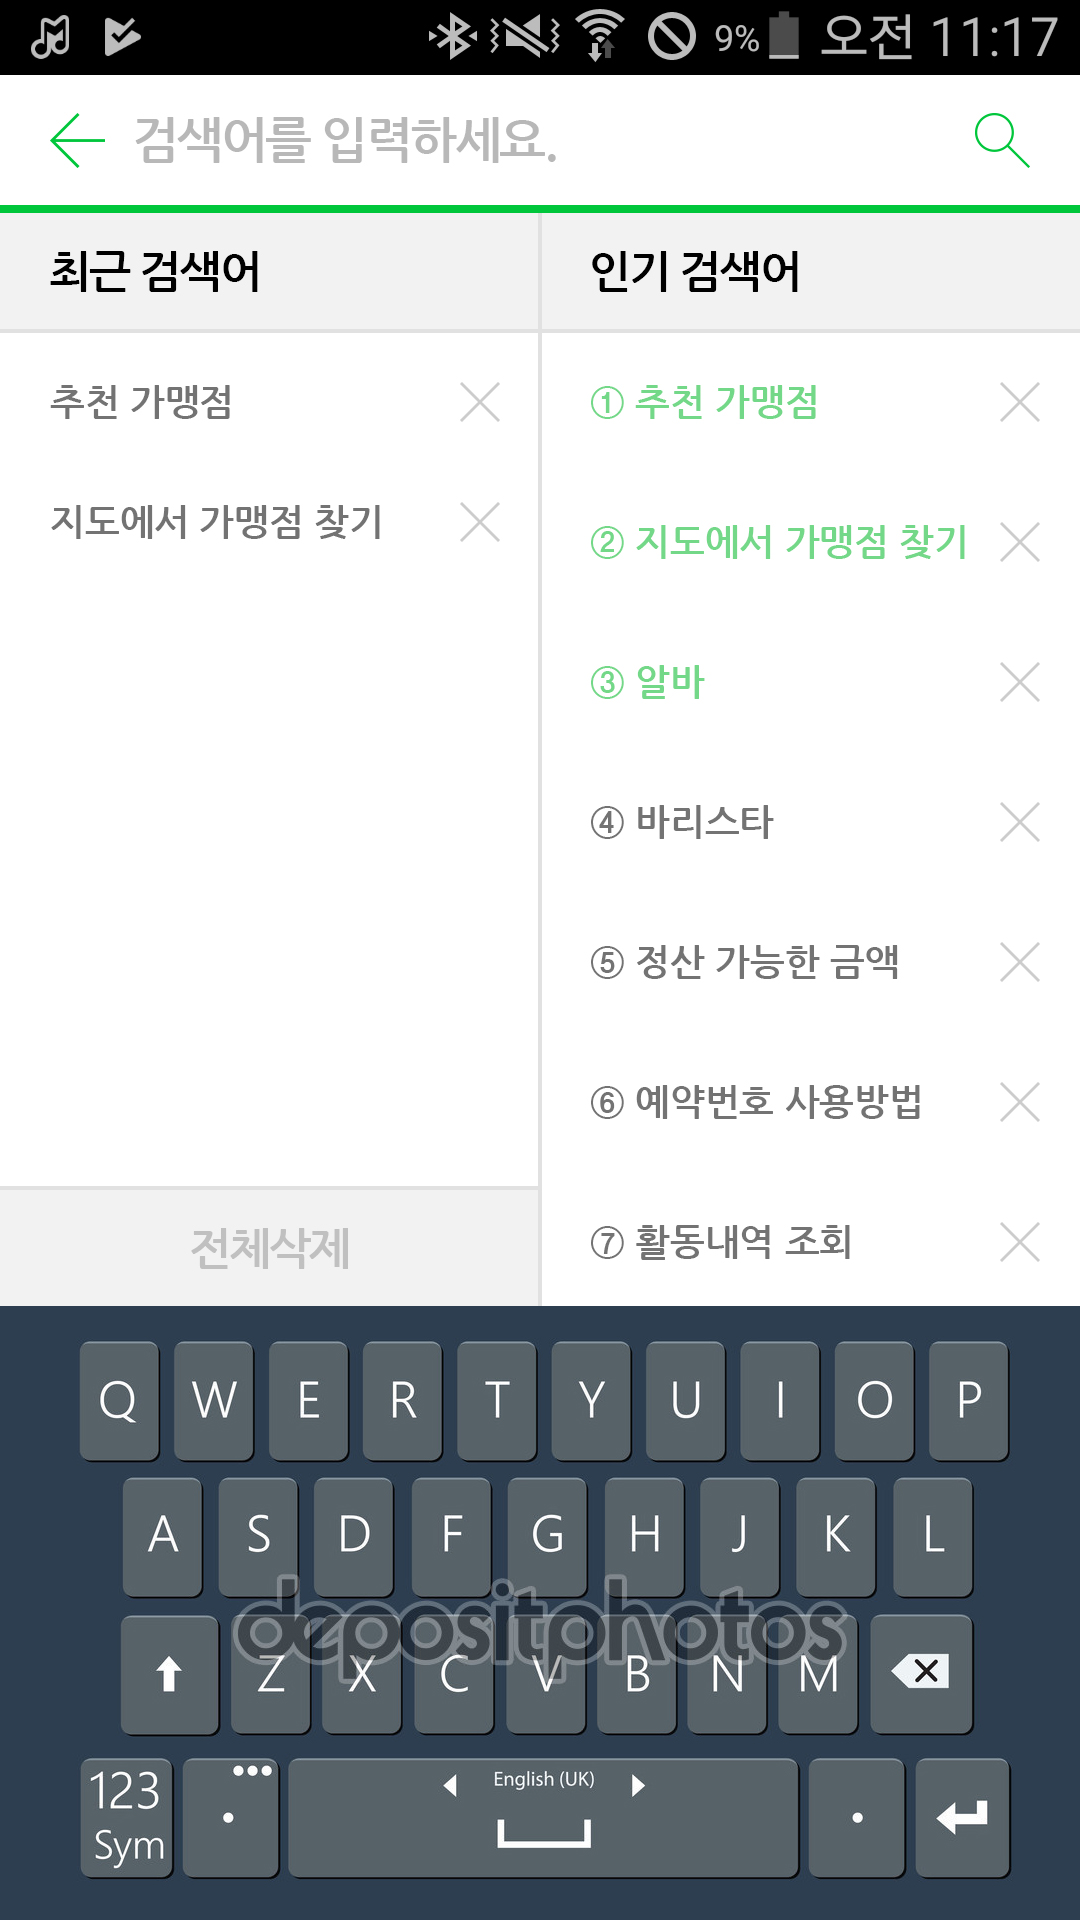 9% 오전 11:17
검색어를 입력하세요.
최근 검색어
추천 가맹점
지도에서 가맹점 찾기
전체삭제
인기 검색어
① 추천 가맹점
② 지도에서 가맹점 찾기
③ 알바
④ 바리스타
⑤ 정산 가능한 금액
⑥ 예약번호 사용방법
⑦ 활동내역 조회
Q W E R T Y U I O P
A S D F G H J K L
depositphotos
Z X C V B N M
123
Sym
English (UK)